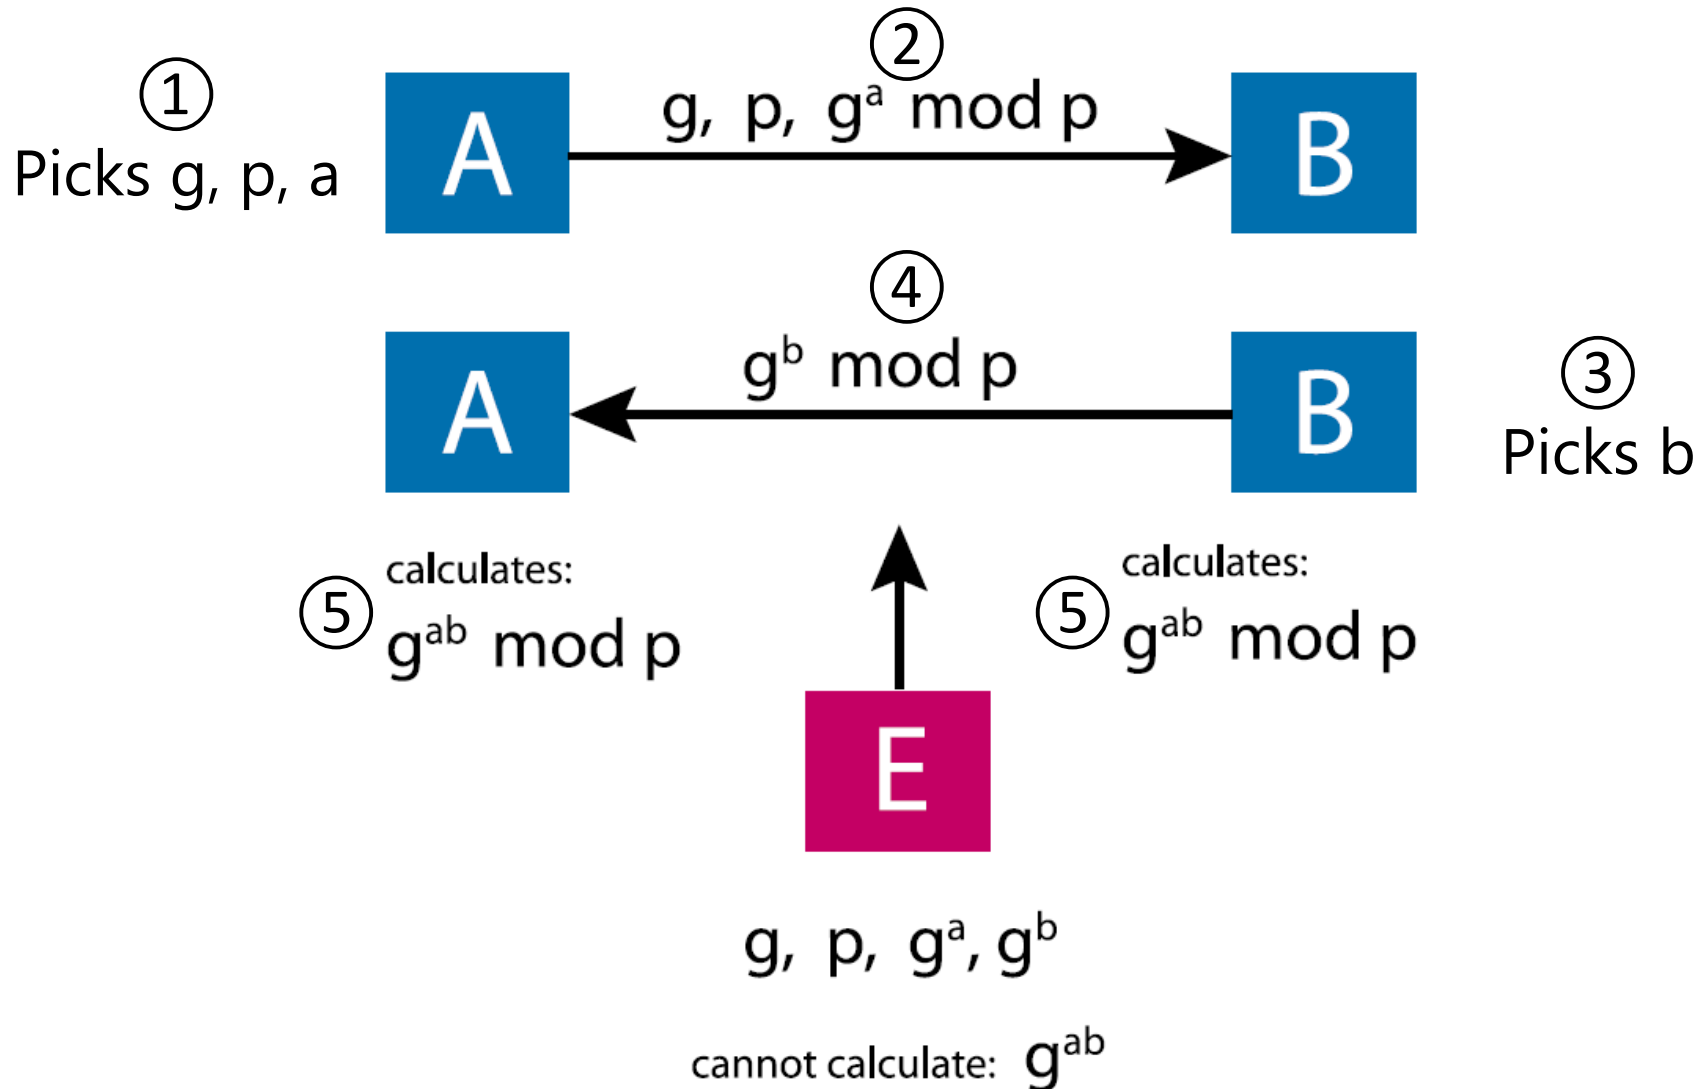 ①
Picks g, p, a
A
②
g, p, gᵃ mod p
B
A
④
gᵇ mod p
B
③
Picks b
⑤
calculates:
gᵃᵇ mod p
⑤
calculates:
gᵃᵇ mod p
E
g, p, gᵃ, gᵇ
cannot calculate: gᵃᵇ